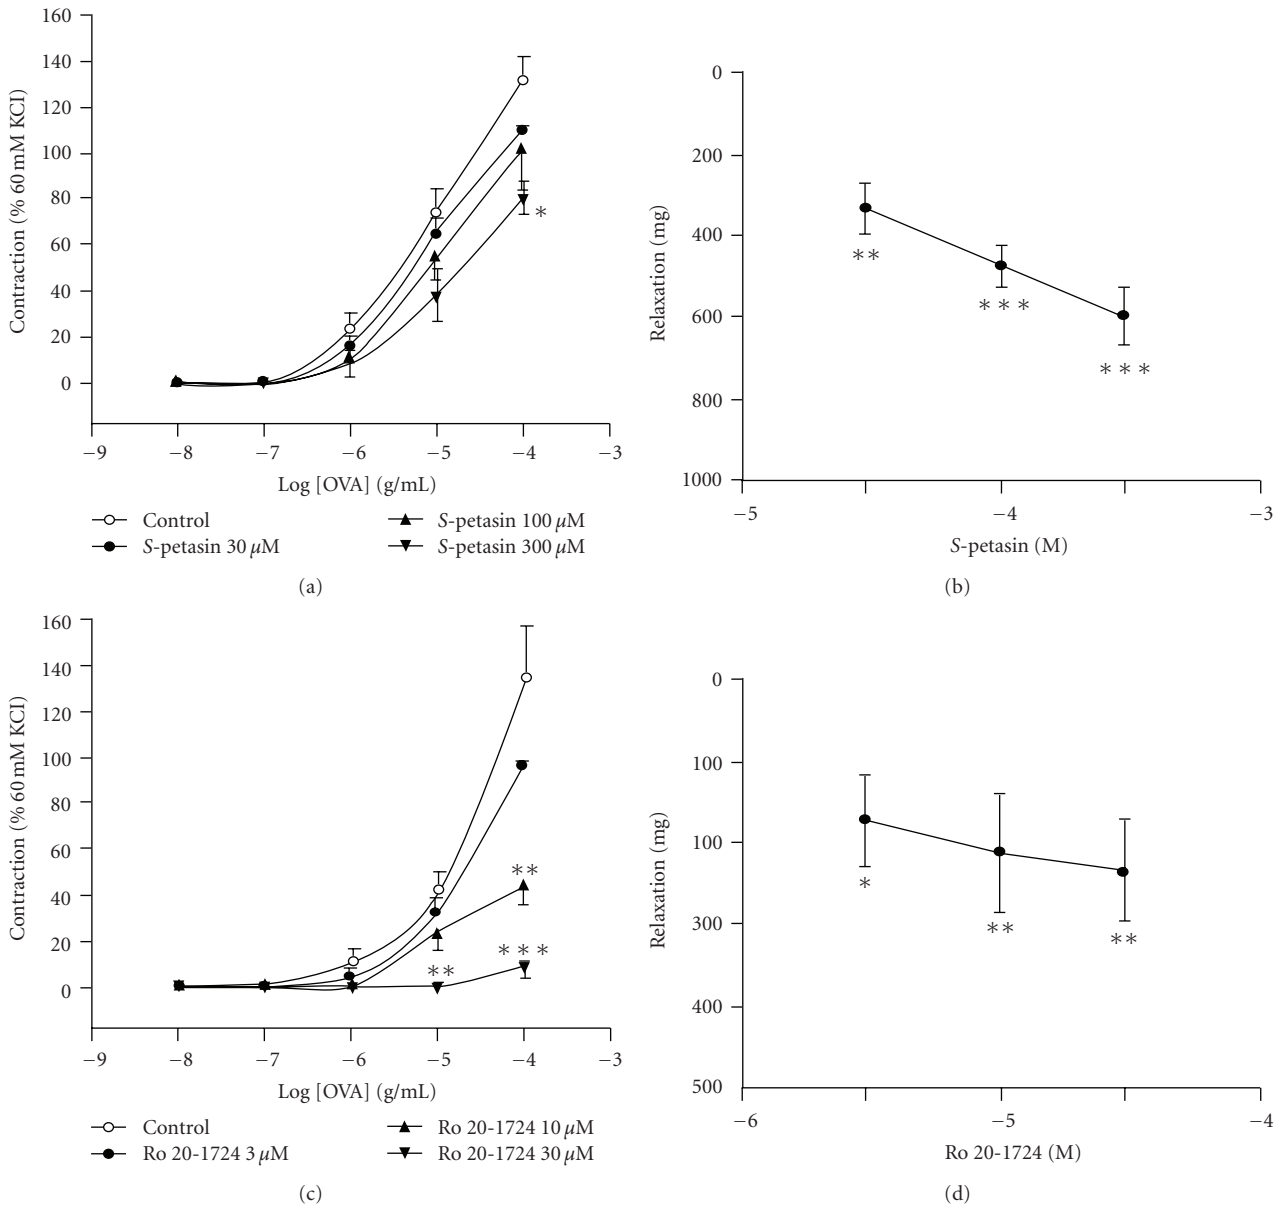 160
140
120
100
80
60
40
20
0
Contraction (% 60 mM KCI)
−9 −8 −7 −6 −5 −4 −3
*
Log [OVA] (g/mL)
Control
S-petasin 30 μM
S-petasin 100 μM
S-petasin 300 μM
(a)
0
200
400
600
800
1000
Relaxation (mg)
**
***
***
−5 −4 −3
S-petasin (M)
(b)
160
140
120
100
80
60
40
20
0
Contraction (% 60 mM KCI)
**
***
**
−9 −8 −7 −6 −5 −4 −3
Log [OVA] (g/mL)
Control
Ro 20-1724 3 μM
Ro 20-1724 10 μM
Ro 20-1724 30 μM
(c)
0
100
100
300
400
500
Relaxation (mg)
*
**
**
−6 −5 −4
Ro 20-1724 (M)
(d)